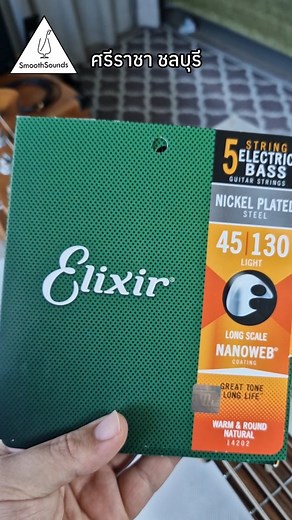 SmoothSounds
ศรีราชา ชลบุรี
5 STRING
ELECTRIC
BASS
GUITAR STRINGS
NICKEL PLATED
STEEL
45 130
LIGHT
Elixir®
LONG SCALE
NANOWEB®
COATING
GREAT TONE
LONG LIFE™
WARM & ROUND
NATURAL
14202